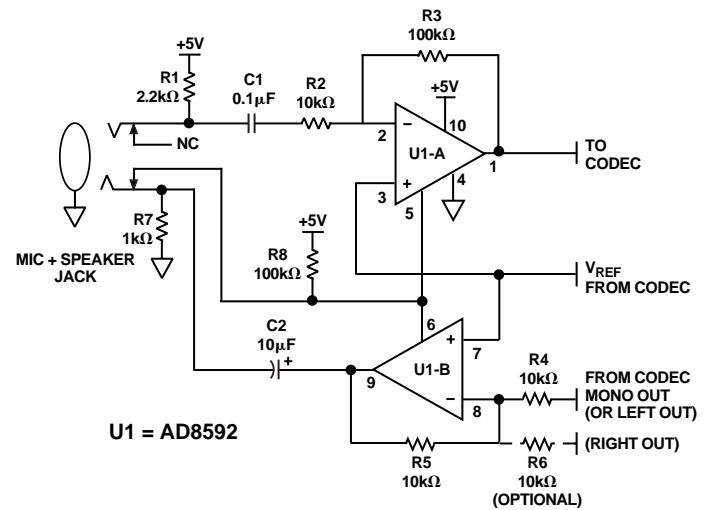 R3
100kΩ
+5V
R1
2.2kΩ
C1
0.1μF
R2
10kΩ
+5V
2
–
10
U1-A
NC
+
4
1
TO
CODEC
3
5
R7
1kΩ
MIC + SPEAKER
JACK
+5V
R8
100kΩ
VREF
FROM CODEC
C2
10μF
+
6
+
7
9
U1-B
–
8
R4
10kΩ
FROM CODEC
MONO OUT
(OR LEFT OUT)
U1 = AD8592
R5
10kΩ
R6
10kΩ
(OPTIONAL)
(RIGHT OUT)